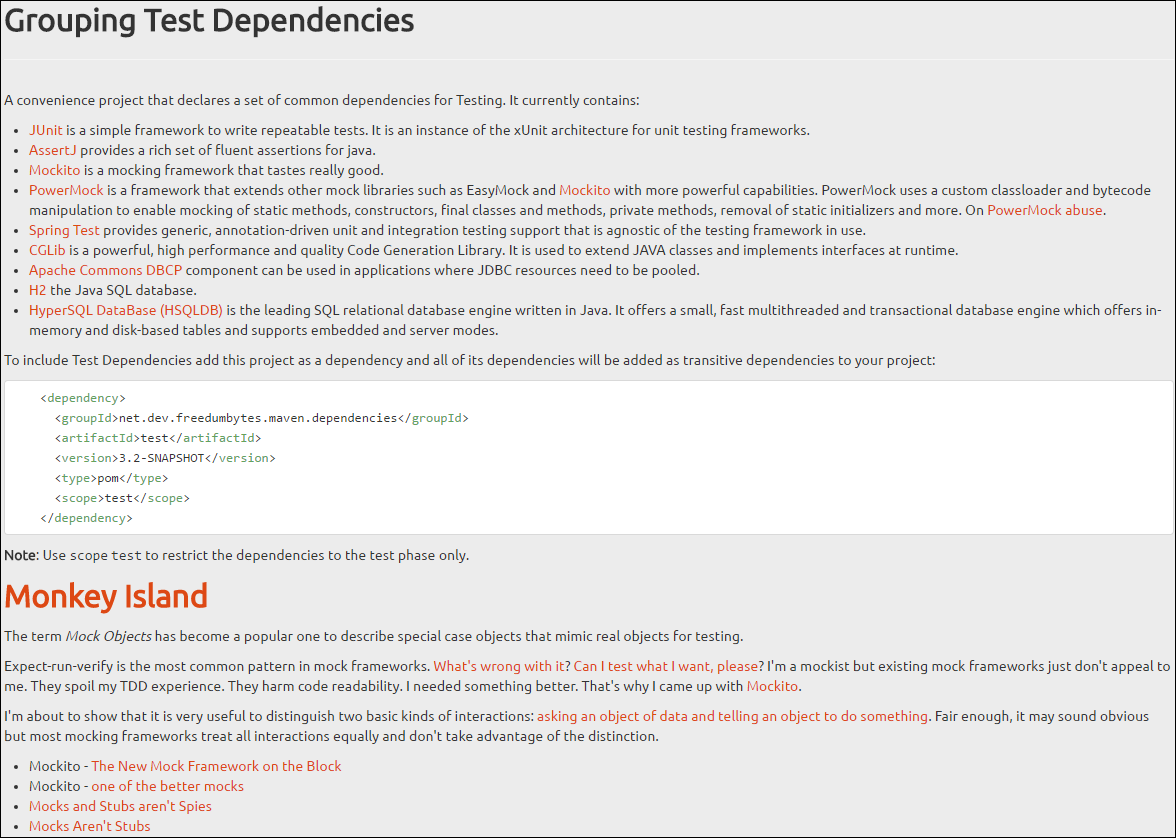 Grouping Test Dependencies
A convenience project that declares a set of common dependencies for Testing. It currently contains:
• JUnit is a simple framework to write repeatable tests. It is an instance of the xUnit architecture for unit testing frameworks.
• AssertJ provides a rich set of fluent assertions for java.
• Mockito is a mocking framework that tastes really good.
• PowerMock is a framework that extends other mock libraries such as EasyMock and Mockito with more powerful capabilities. PowerMock uses a custom classloader and bytecode
manipulation to enable mocking of static methods, constructors, final classes and methods, private methods, removal of static initializers and more. On PowerMock abuse.
• Spring Test provides generic, annotation-driven unit and integration testing support that is agnostic of the testing framework in use.
• CGLib is a powerful, high performance and quality Code Generation Library. It is used to extend JAVA classes and implements interfaces at runtime.
• Apache Commons DBCP component can be used in applications where JDBC resources need to be pooled.
• H2 the Java SQL database.
• HyperSQL DataBase (HSQLDB) is the leading SQL relational database engine written in Java. It offers a small, fast multithreaded and transactional database engine which offers in-
memory and disk-based tables and supports embedded and server modes.
To include Test Dependencies add this project as a dependency and all of its dependencies will be added as transitive dependencies to your project:
<dependency>
<groupId>net.dev.freedumbytes.maven.dependencies</groupId>
<artifactId>test</artifactId>
<version>3.2-SNAPSHOT</version>
<type>pom</type>
<scope>test</scope>
</dependency>
Note: Use scope test to restrict the dependencies to the test phase only.
Monkey Island
The term Mock Objects has become a popular one to describe special case objects that mimic real objects for testing.
Expect-run-verify is the most common pattern in mock frameworks. What's wrong with it? Can I test what I want, please? I'm a mockist but existing mock frameworks just don't appeal to
me. They spoil my TDD experience. They harm code readability. I needed something better. That's why I came up with Mockito.
I'm about to show that it is very useful to distinguish two basic kinds of interactions: asking an object of data and telling an object to do something. Fair enough, it may sound obvious
but most mocking frameworks treat all interactions equally and don't take advantage of the distinction.
• Mockito - The New Mock Framework on the Block
• Mockito - one of the better mocks
• Mocks and Stubs aren't Spies
• Mocks Aren't Stubs